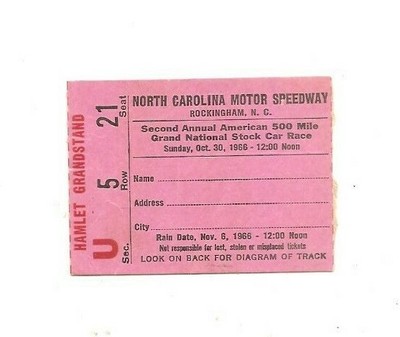 HAMLET GRANDSTAND
U 5 21
Sec. Row Seat
NORTH CAROLINA MOTOR SPEEDWAY
ROCKINGHAM, N. C.
Second Annual American 500 Mile
Grand National Stock Car Race
Sunday, Oct. 30, 1966 - 12:00 Noon
Name
Address
City
Rain Date, Nov. 6, 1966 - 12:00 Noon
Not responsible for lost, stolen or misplaced tickets
LOOK ON BACK FOR DIAGRAM OF TRACK